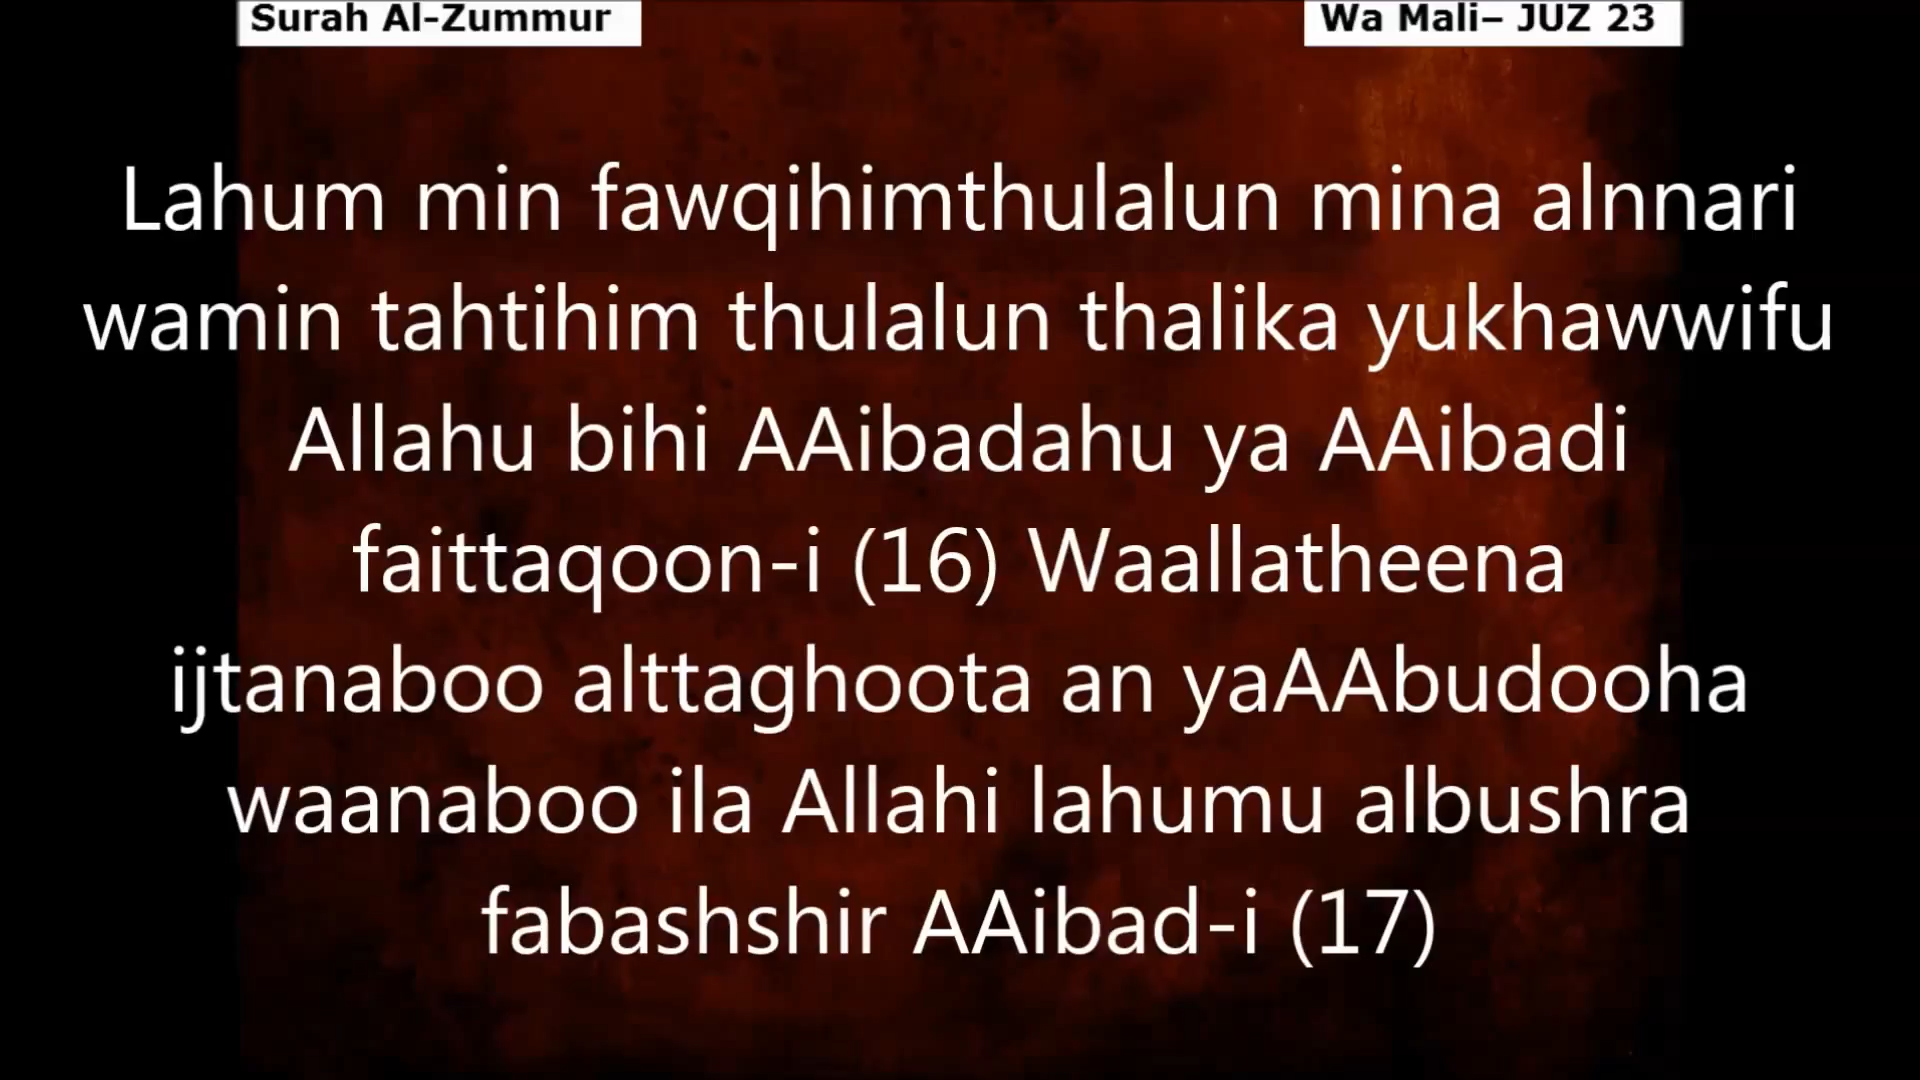 Surah Al-Zummur
Wa Mali– JUZ 23
Lahum min fawqihimthulalun mina alnnari
wamin tahtihim thulalun thalika yukhawwifu
Allahu bihi AAibadahu ya AAibadi
faittaqoon-i (16) Waallatheena
ijtanaboo alttaghoota an yaAAbudooha
waanaboo ila Allahi lahumu albushra
fabashshir AAibad-i (17)